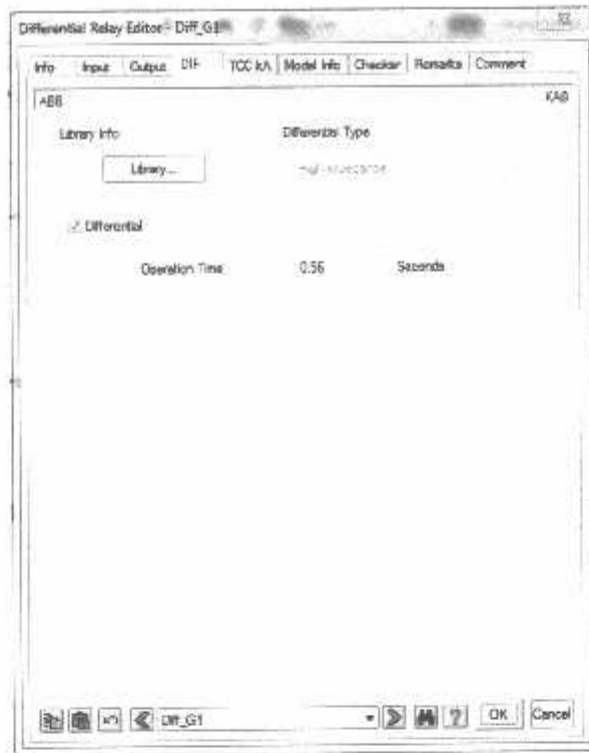 Differential Relay Editor - Diff_G1
Info Input Output DIF TCC kA Model Info Checker Remarks Comment
ABB KAB
Library Info Differential Type
Library...
Differential
Operation Time 0.56 Seconds
Diff_G1 OK Cancel